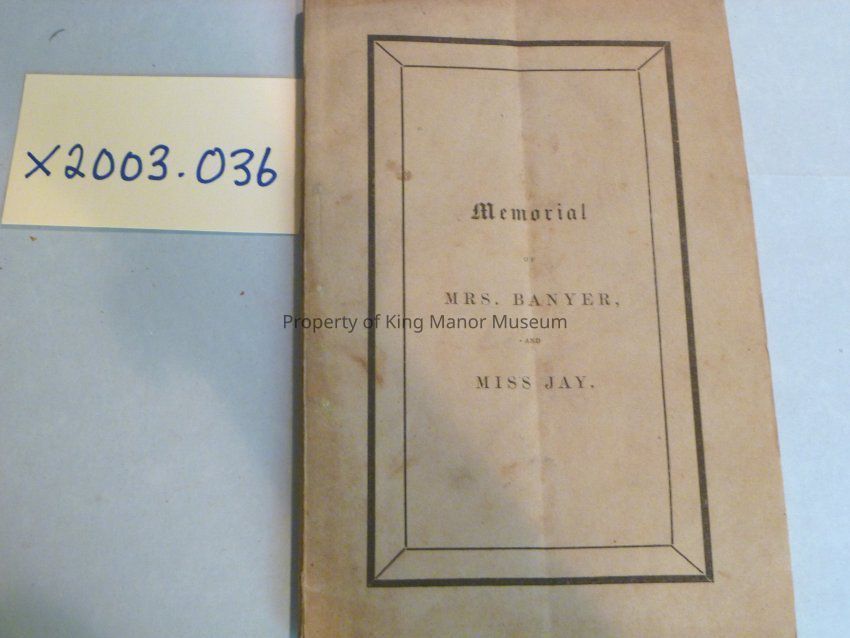 X2003.036
Memorial
OF
MRS. BANYER,
Property of King Manor Museum
AND
MISS JAY.